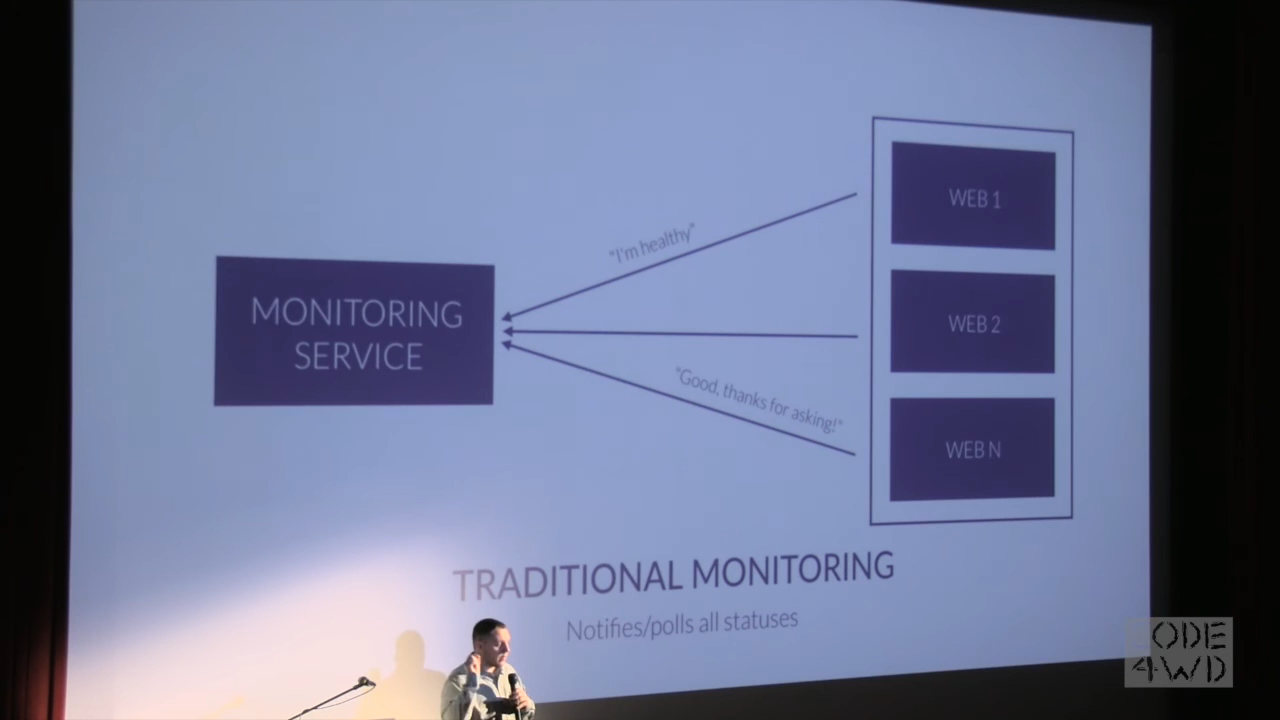 WEB 1
"I'm healthy"
MONITORING
SERVICE
WEB 2
"Good, thanks for asking!"
WEB N
TRADITIONAL MONITORING
Notifies/polls all statuses
CODE
4WD